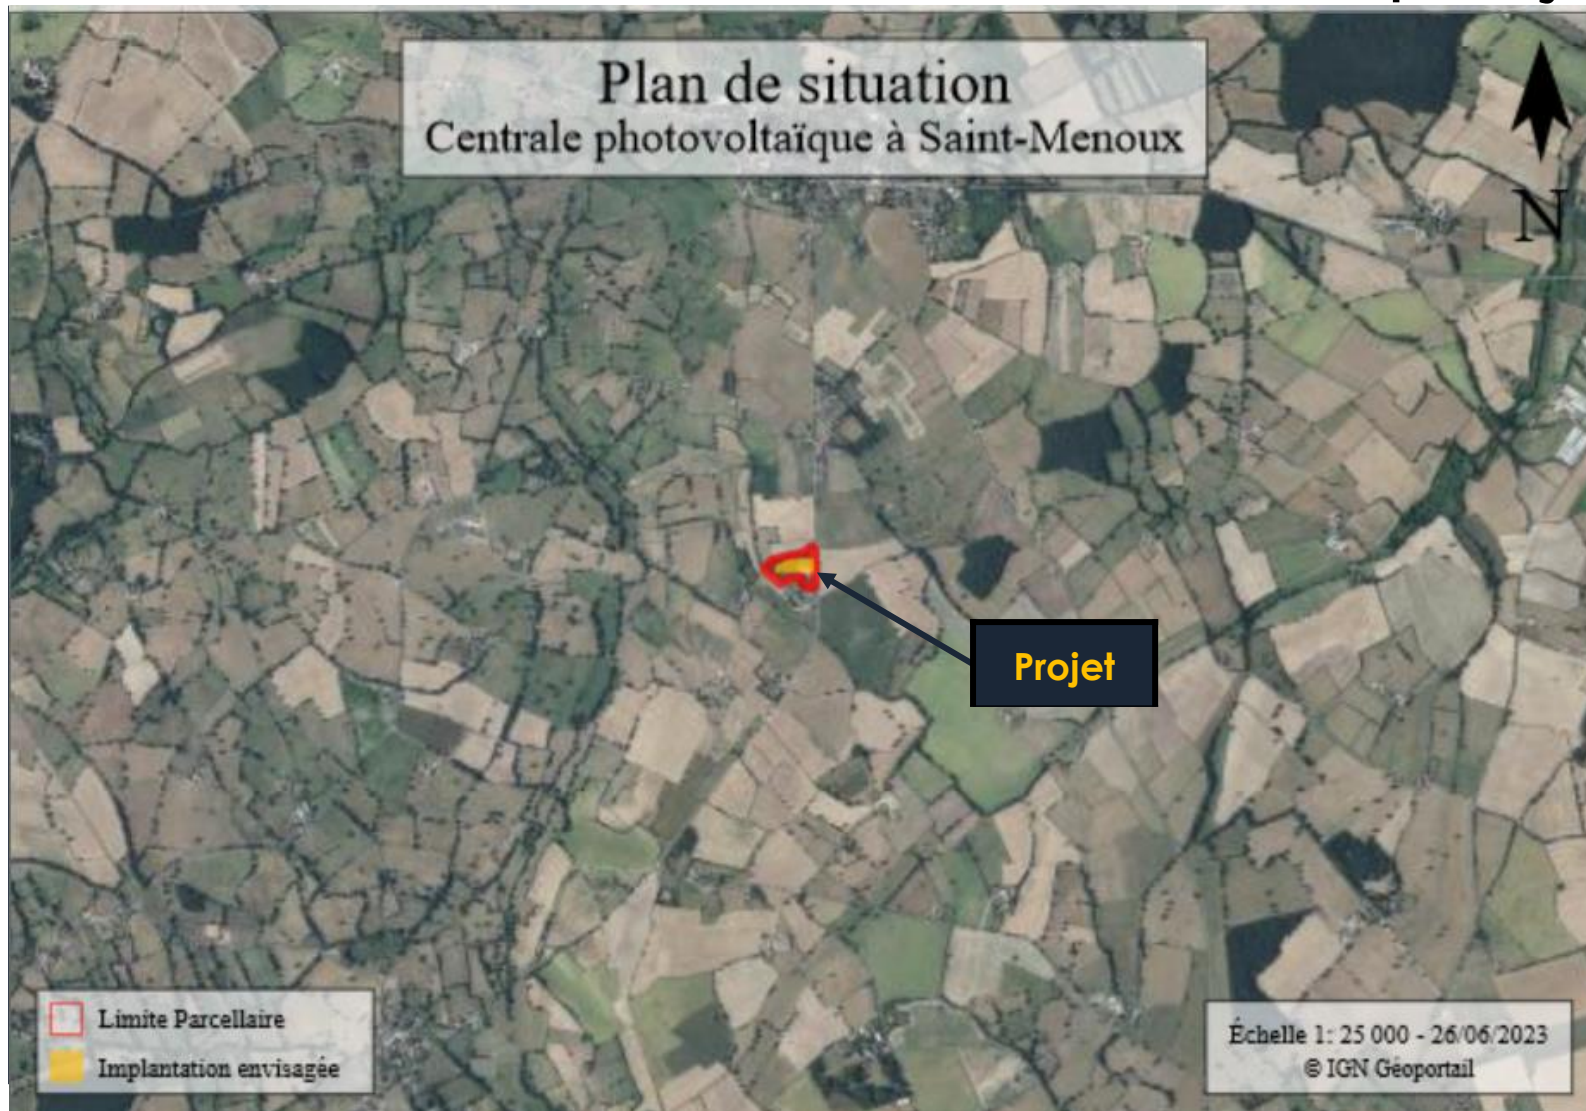 Plan de situation
Centrale photovoltaïque à Saint-Menoux
N
Projet
Limite Parcellaire
Implantation envisagée
Échelle 1: 25 000 - 26/06/2023
© IGN Géoportail